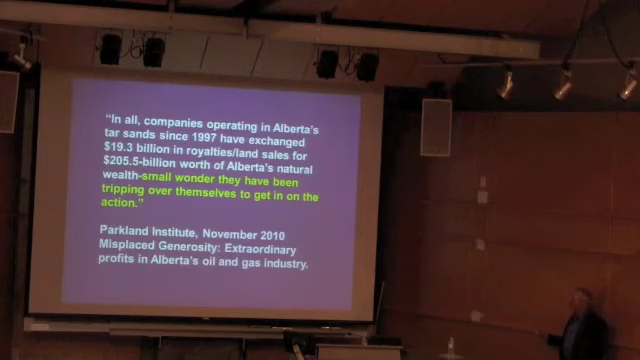 “In all, companies operating in Alberta’s
tar sands since 1997 have exchanged
$19.3 billion in royalties/land sales for
$205.5-billion worth of Alberta’s natural
wealth-small wonder they have been
tripping over themselves to get in on the
action.”
Parkland Institute, November 2010
Misplaced Generosity: Extraordinary
profits in Alberta’s oil and gas industry.